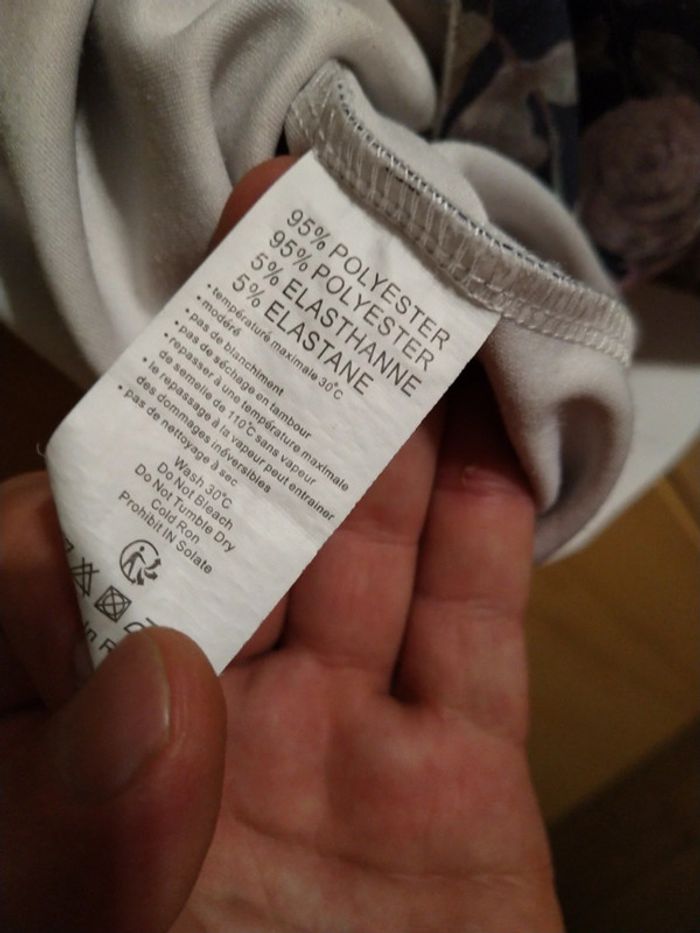 95% POLYESTER
95% POLYESTER
5% ELASTHANNE
5% ELASTANE
•température maximale 30°C
•modéré
•pas de blanchiment
•pas de séchage en tambour
•repasser à une température maximale
de semelle de 110°C sans vapeur
•le repassage à la vapeur peut entrainer
des dommages inéversibles
•pas de nettoyage à sec
Wash 30°C
Do Not Bleach
Do Not Tumble Dry
Cold Ron
Prohibit IN Solate